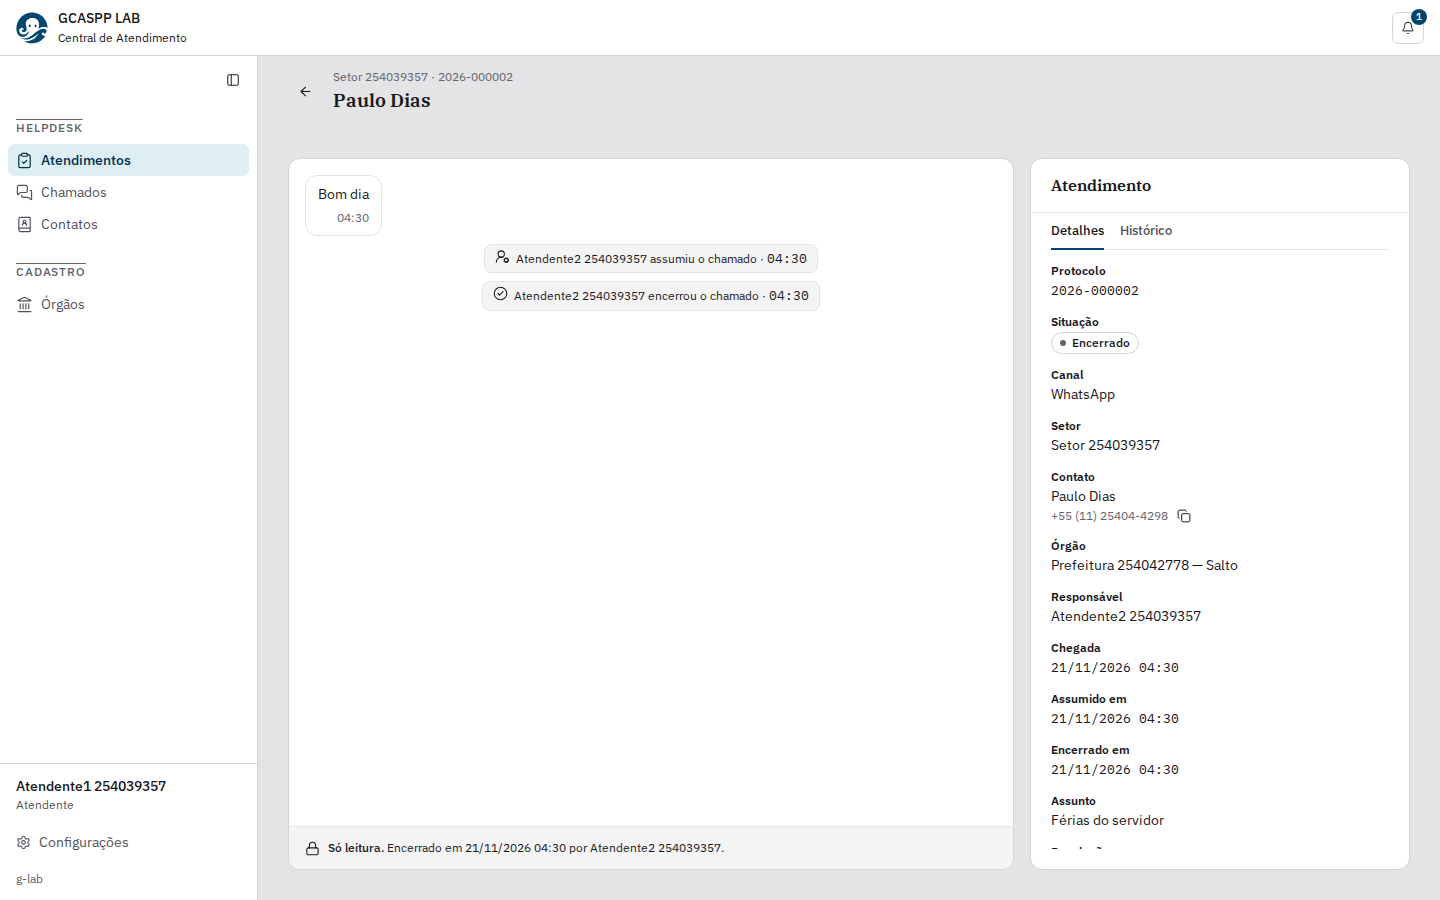 GCASPP LAB
Central de Atendimento
1
HELPDESK
Atendimentos
Chamados
Contatos
CADASTRO
Órgãos
Atendente1 254039357
Atendente
Configurações
g-lab
Setor 254039357 · 2026-000002
Paulo Dias
Bom dia
04:30
Atendente2 254039357 assumiu o chamado · 04:30
Atendente2 254039357 encerrou o chamado · 04:30
Só leitura. Encerrado em 21/11/2026 04:30 por Atendente2 254039357.
Atendimento
Detalhes Histórico
Protocolo
2026-000002
Situação
Encerrado
Canal
WhatsApp
Setor
Setor 254039357
Contato
Paulo Dias
+55 (11) 25404-4298
Órgão
Prefeitura 254042778 — Salto
Responsável
Atendente2 254039357
Chegada
21/11/2026 04:30
Assumido em
21/11/2026 04:30
Encerrado em
21/11/2026 04:30
Assunto
Férias do servidor